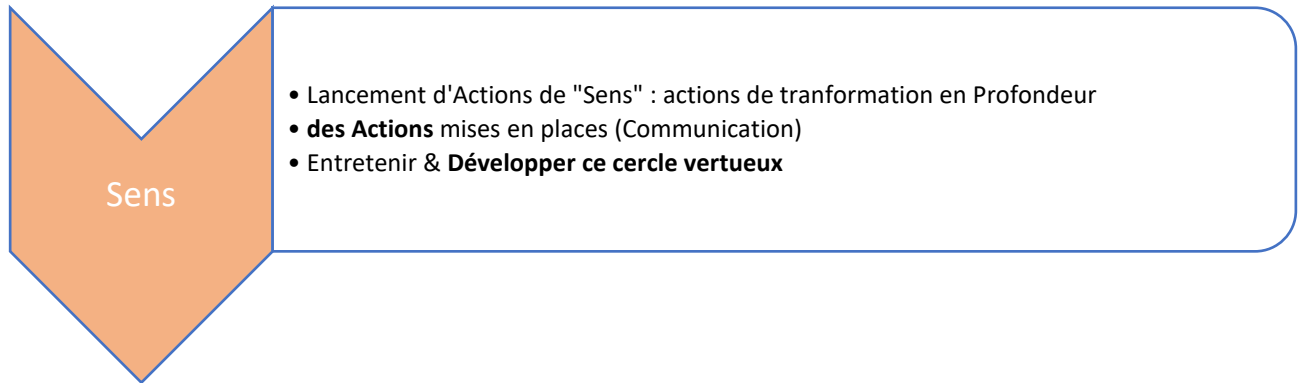 Sens
• Lancement d'Actions de "Sens" : actions de tranformation en Profondeur
• des Actions mises en places (Communication)
• Entretenir & Développer ce cercle vertueux